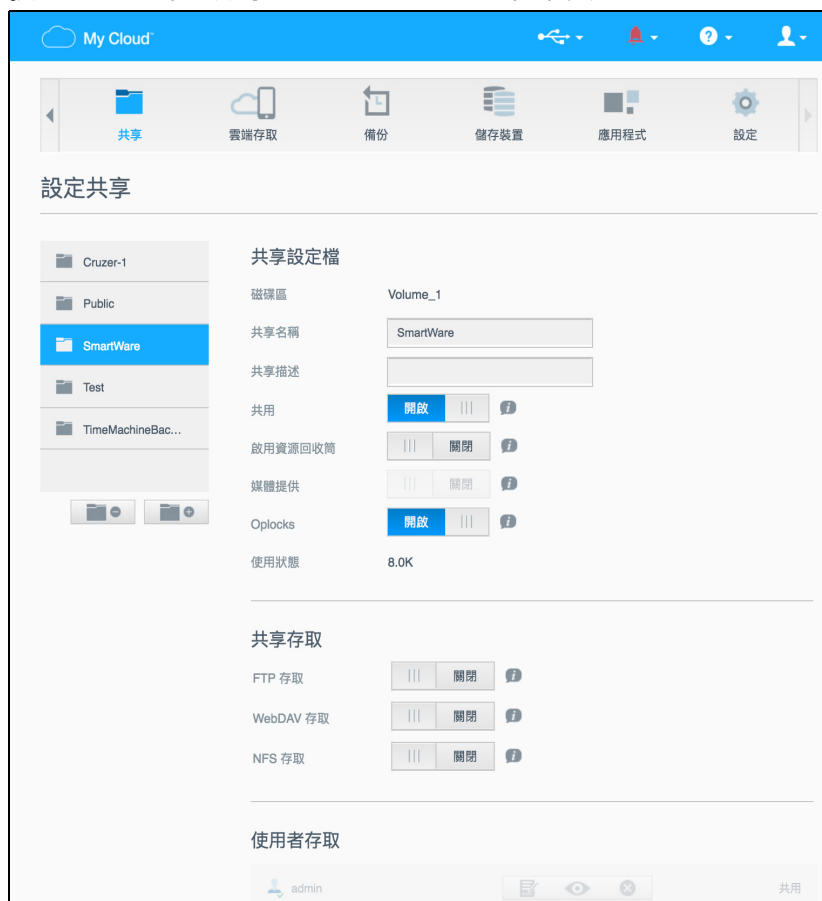 My Cloud™
共享
雲端存取
備份
儲存裝置
應用程式
設定
設定共享
Cruzer-1
Public
SmartWare
Test
TimeMachineBac...
共享設定檔
磁碟區 Volume_1
共享名稱 SmartWare
共享描述
共用 開啟
啟用資源回收筒 關閉
媒體提供 關閉
Oplocks 開啟
使用狀態 8.0K
共享存取
FTP 存取 關閉
WebDAV 存取 關閉
NFS 存取 關閉
使用者存取
admin 共用